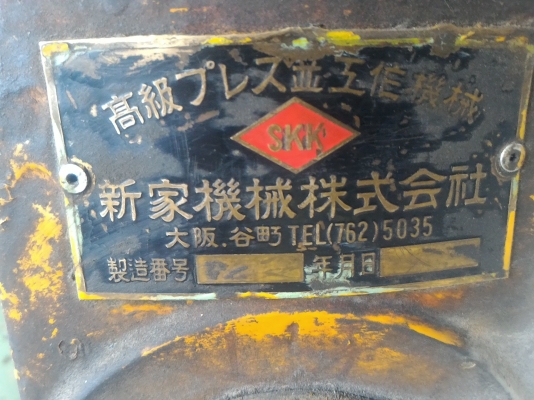 高級プレス並工作機械
SKK
新家機械株式会社
大阪.谷町 TEL(762)5035
製造番号 年月日